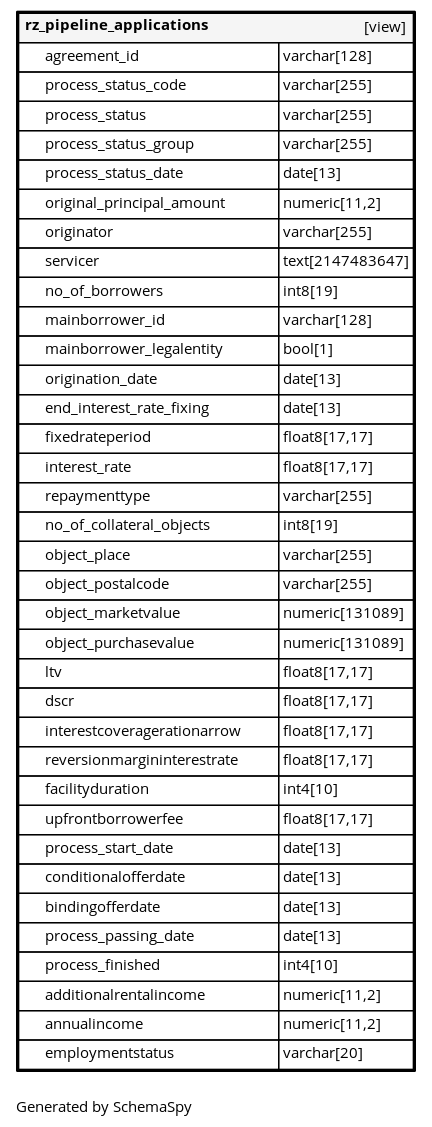 rz_pipeline_applications [view]
agreement_id varchar[128]
process_status_code varchar[255]
process_status varchar[255]
process_status_group varchar[255]
process_status_date date[13]
original_principal_amount numeric[11,2]
originator varchar[255]
servicer text[2147483647]
no_of_borrowers int8[19]
mainborrower_id varchar[128]
mainborrower_legalentity bool[1]
origination_date date[13]
end_interest_rate_fixing date[13]
fixedrateperiod float8[17,17]
interest_rate float8[17,17]
repaymenttype varchar[255]
no_of_collateral_objects int8[19]
object_place varchar[255]
object_postalcode varchar[255]
object_marketvalue numeric[131089]
object_purchasevalue numeric[131089]
ltv float8[17,17]
dscr float8[17,17]
interestcoveragerationarrow float8[17,17]
reversionmargininterestrate float8[17,17]
facilityduration int4[10]
upfrontborrowerfee float8[17,17]
process_start_date date[13]
conditionalofferdate date[13]
bindingofferdate date[13]
process_passing_date date[13]
process_finished int4[10]
additionalrentalincome numeric[11,2]
annualincome numeric[11,2]
employmentstatus varchar[20]
Generated by SchemaSpy